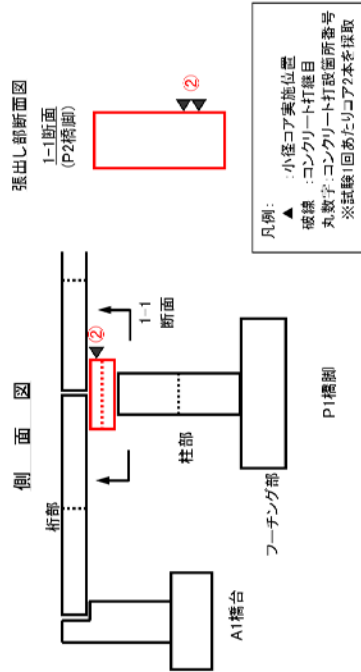 側面図
桁部
②
1-1
断面
柱部
フーチング部
A1橋台
P1橋脚
張出し部断面図
1-1断面
(P2橋脚)
②
凡例:
▲ :小径コア実施位置
破線 :コンクリート打継目
丸数字:コンクリート打設箇所番号
※試験1回あたりコア2本を採取